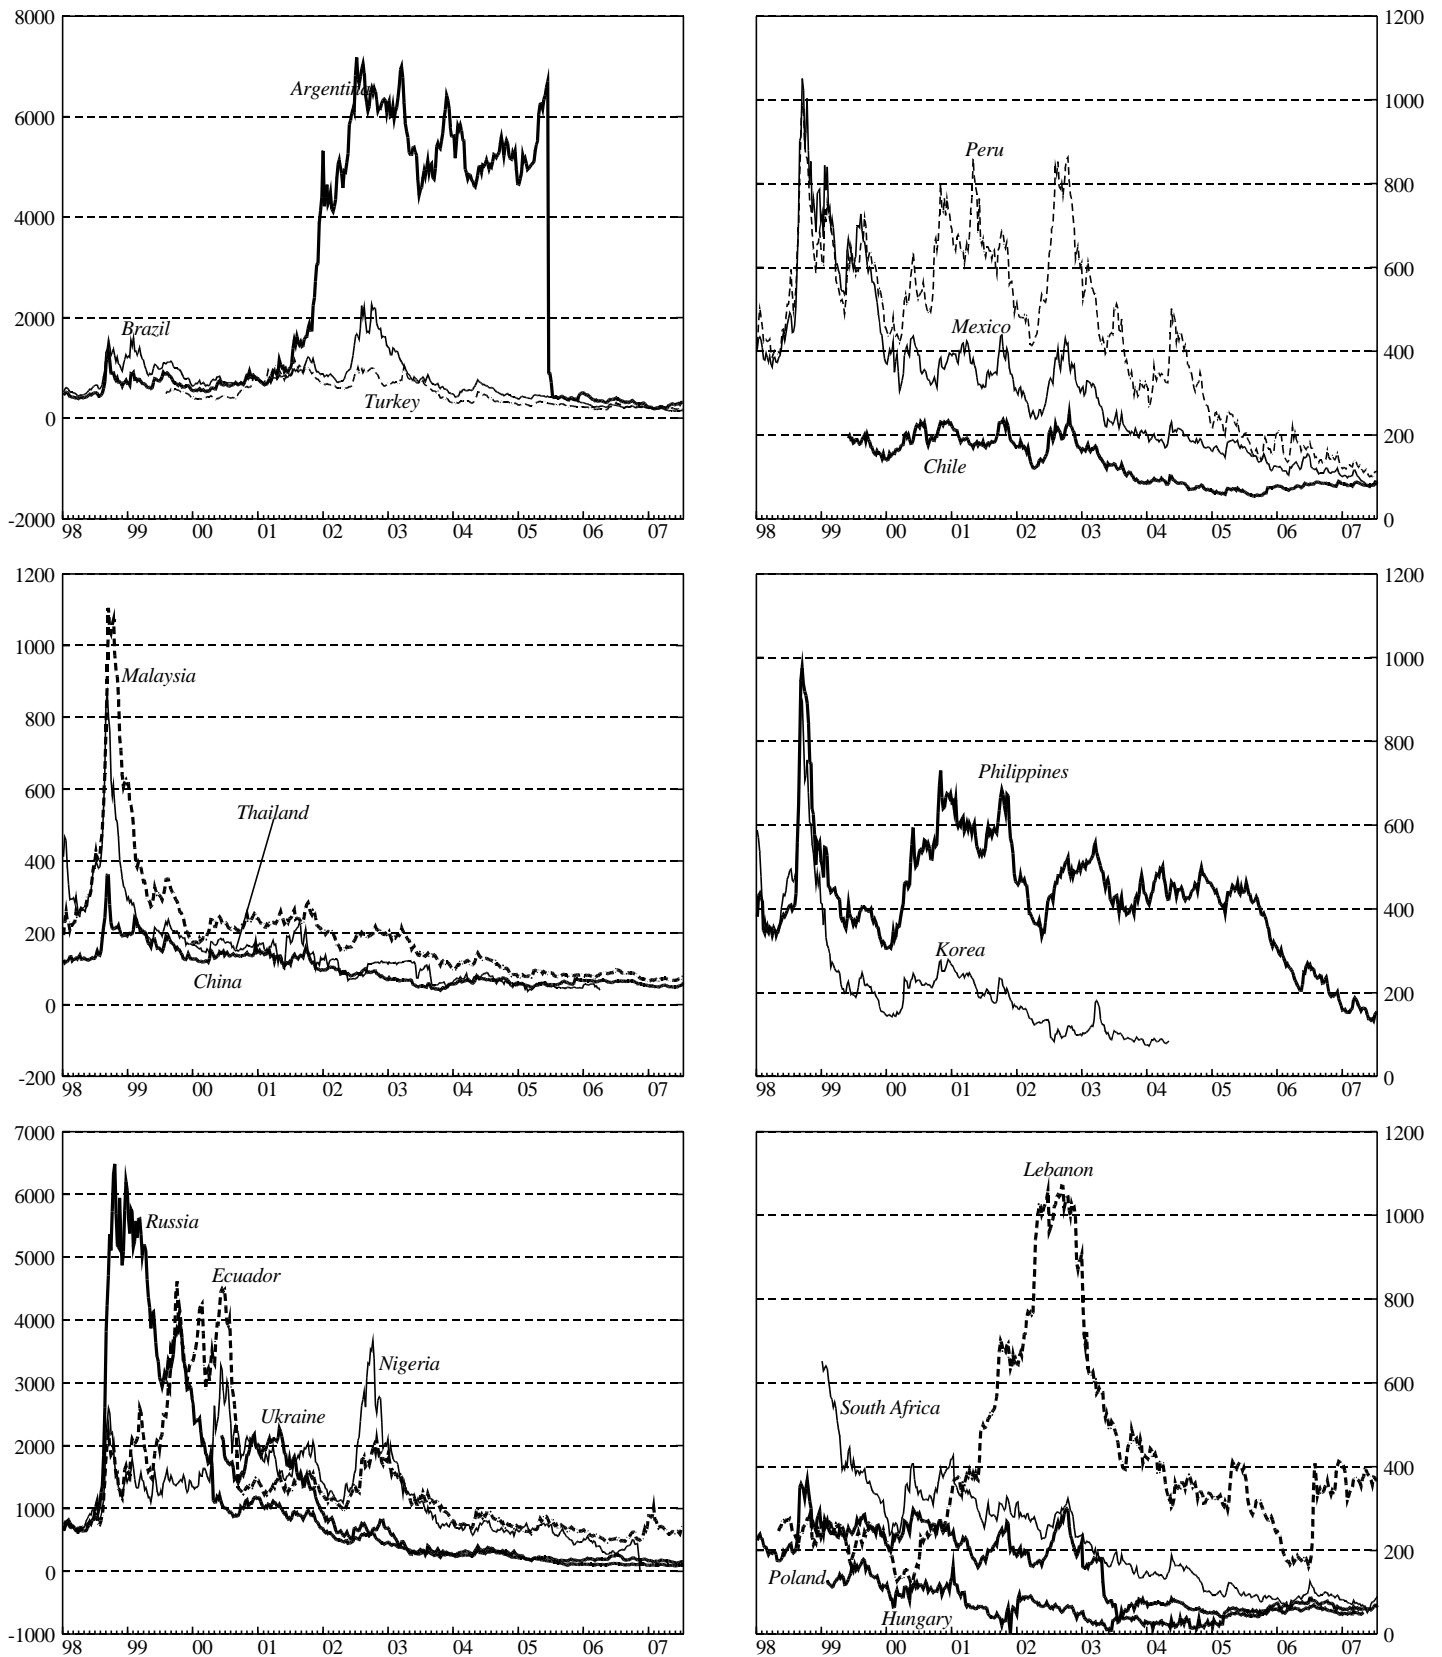 8000
6000
4000
2000
0
-2000
Argentina
Brazil
Turkey
98 99 00 01 02 03 04 05 06 07
1200
1000
800
600
400
200
0
Peru
Mexico
Chile
98 99 00 01 02 03 04 05 06 07
1200
1000
800
600
400
200
0
-200
Malaysia
Thailand
China
98 99 00 01 02 03 04 05 06 07
1200
1000
800
600
400
200
0
Philippines
Korea
98 99 00 01 02 03 04 05 06 07
7000
6000
5000
4000
3000
2000
1000
0
-1000
Russia
Ecuador
Nigeria
Ukraine
98 99 00 01 02 03 04 05 06 07
1200
1000
800
600
400
200
0
Lebanon
South Africa
Poland
Hungary
98 99 00 01 02 03 04 05 06 07